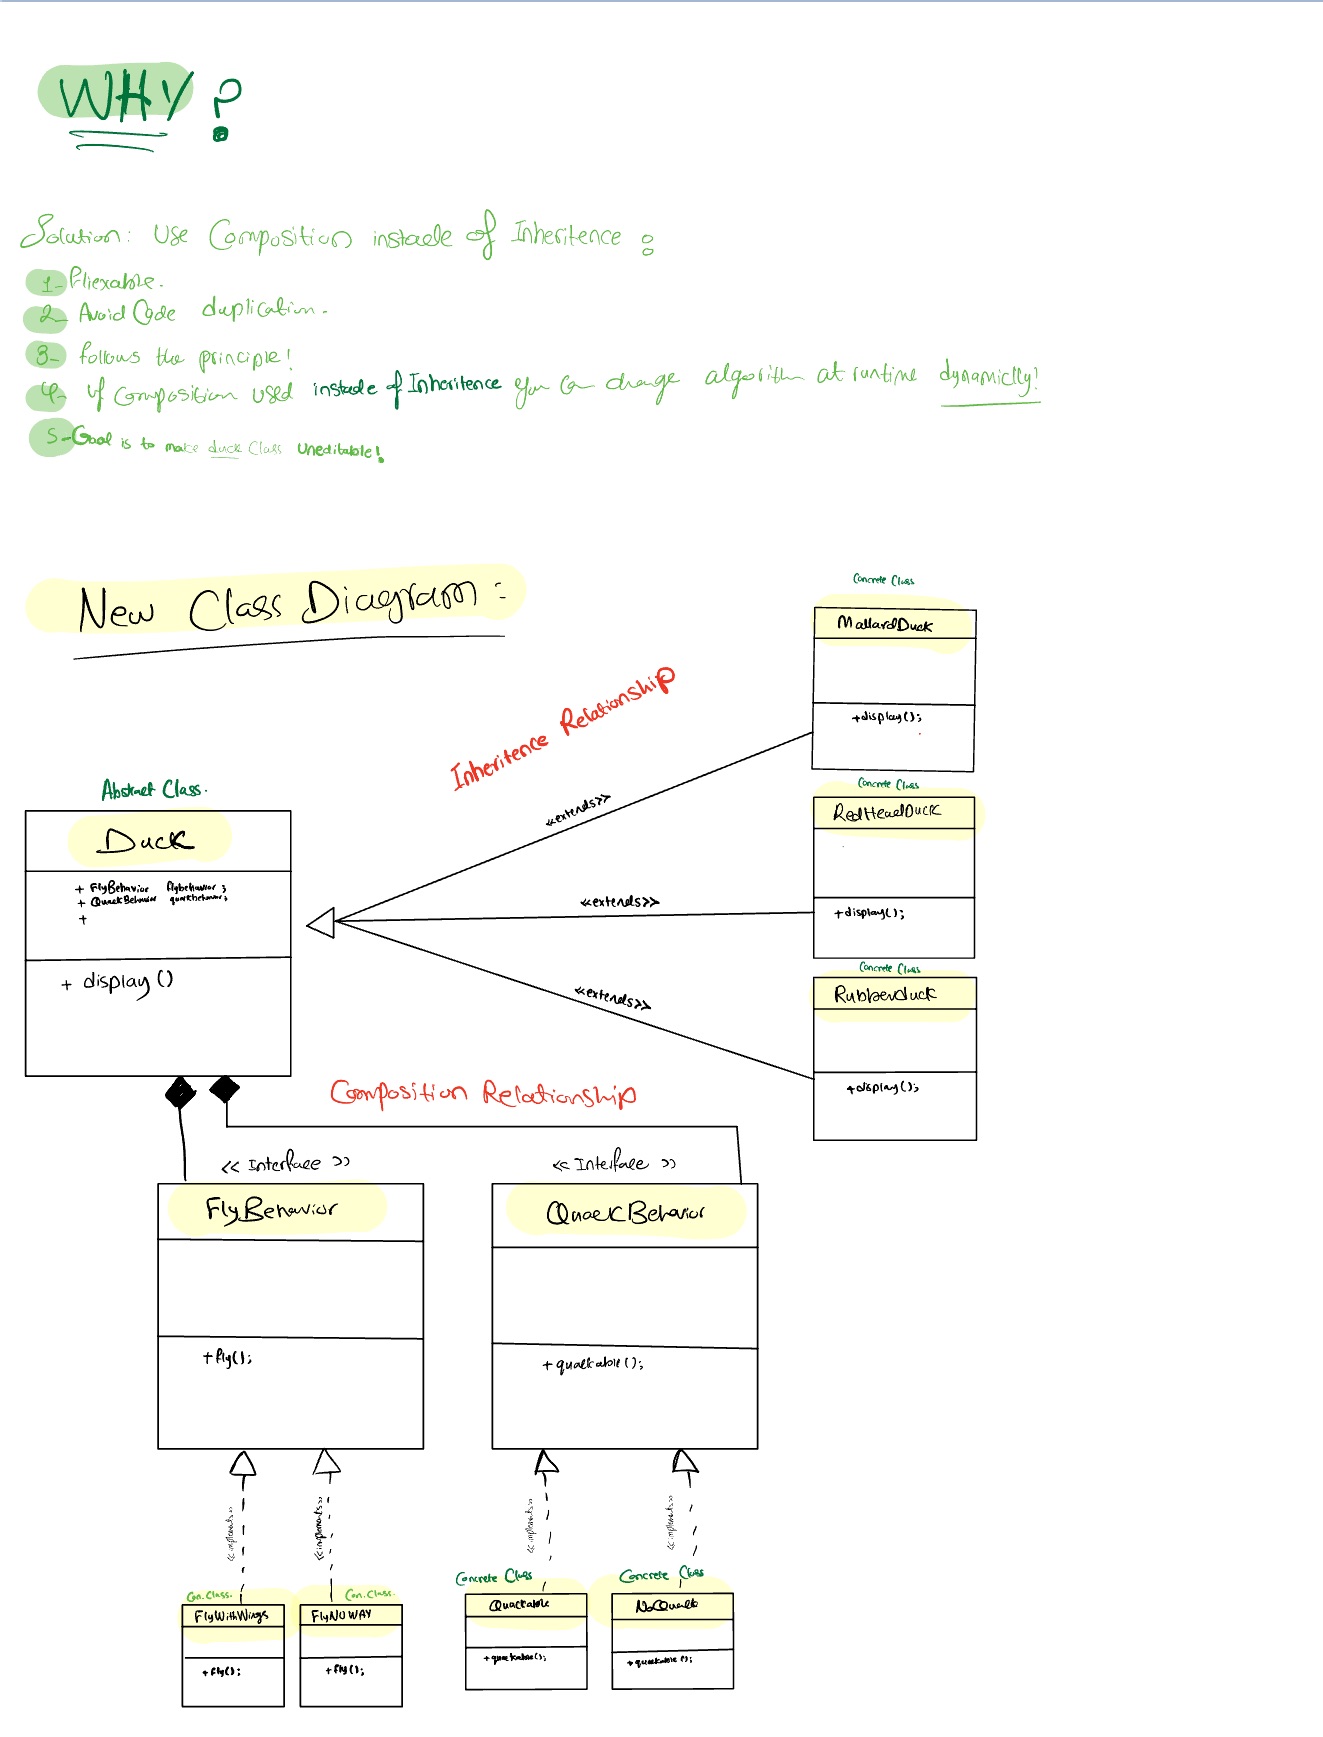 WHY?
Solution: Use Composition instade of Inheritence :
1- Fliexable.
2- Avoid Code duplication.
3- follows the principle!
4- if Composition used instade of Inheritence you can change algorithm at runtime dynamiclly!
5- Goal is to make duck Class Uneditable!
New Class Diagram:
Concrete Class
MallardDuck
+display();
Inheritence Relationship
<<extends>>
Abstract Class.
Duck
+ FlyBehavior flybehavior;
+ QuackBehavior quackbehavior;
+
+ display()
Concrete Class
RedHeadDuck
+display();
<<extends>>
Concrete Class
Rubberduck
+display();
<<extends>>
Composition Relationship
<< Interface >>
FlyBehavior
+fly();
<< Interface >>
QuackBehavior
+quackable();
<<implements>>
<<implements>>
<<implements>>
<<implements>>
Con.Class.
FlyWithWings
+fly();
Con.Class.
FlyNOWAY
+fly();
Concrete Class
Quackable
+quackable();
Concrete Class
NoQuack
+quackable();